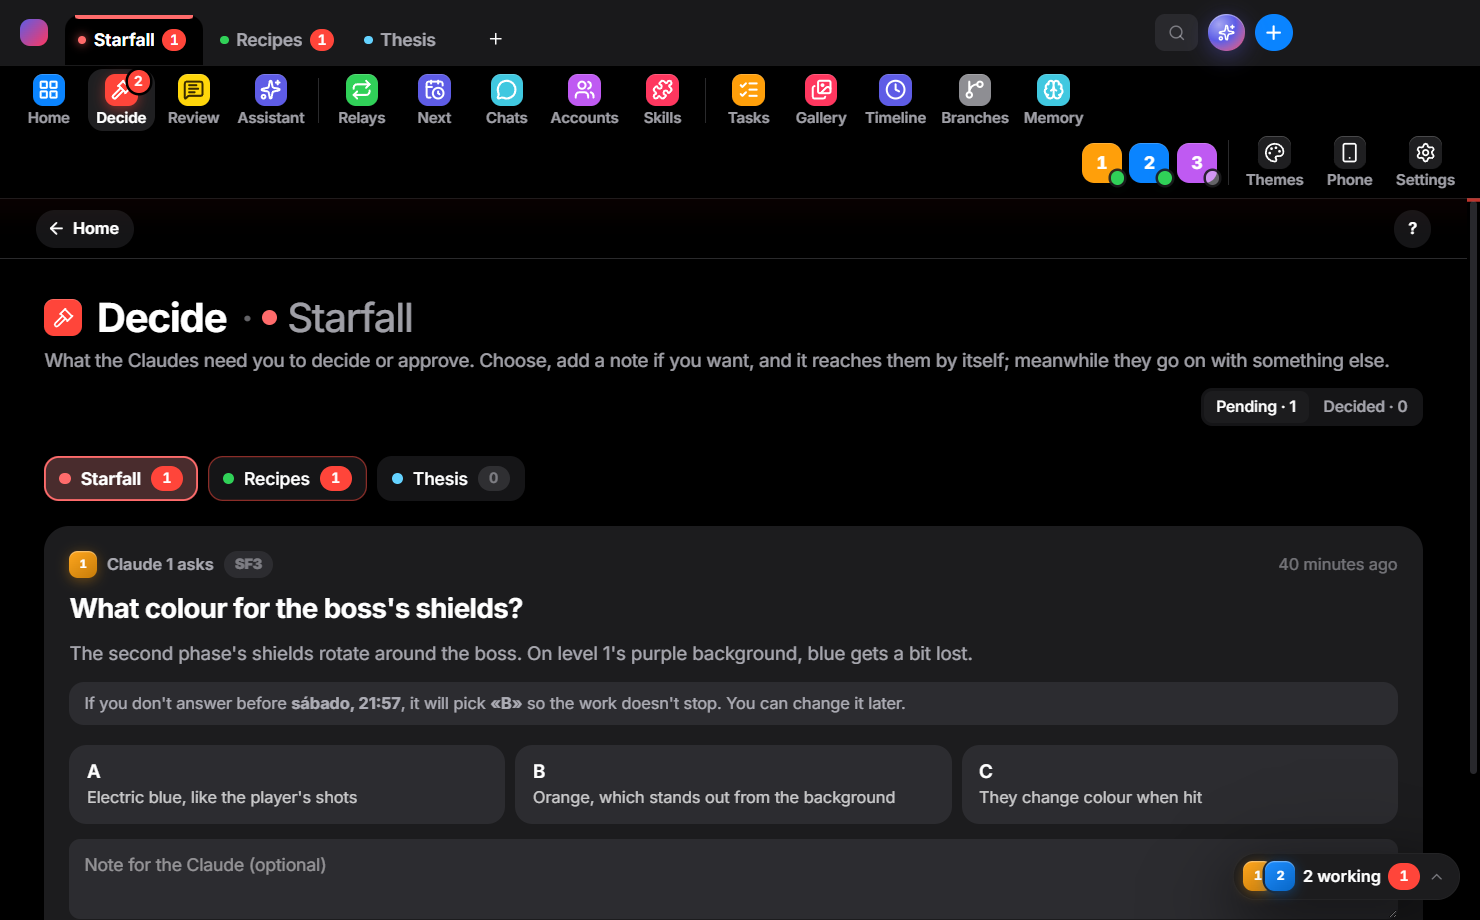 Starfall 1
Recipes 1
Thesis
+
Home
Decide 2
Review
Assistant
Relays
Next
Chats
Accounts
Skills
Tasks
Gallery
Timeline
Branches
Memory
1
2
3
Themes
Phone
Settings
Home
?
Decide · Starfall
What the Claudes need you to decide or approve. Choose, add a note if you want, and it reaches them by itself; meanwhile they go on with something else.
Pending · 1
Decided · 0
Starfall 1
Recipes 1
Thesis 0
1 Claude 1 asks SF3
40 minutes ago
What colour for the boss's shields?
The second phase's shields rotate around the boss. On level 1's purple background, blue gets a bit lost.
If you don't answer before sábado, 21:57, it will pick «B» so the work doesn't stop. You can change it later.
A
Electric blue, like the player's shots
B
Orange, which stands out from the background
C
They change colour when hit
Note for the Claude (optional)
1 2 2 working 1